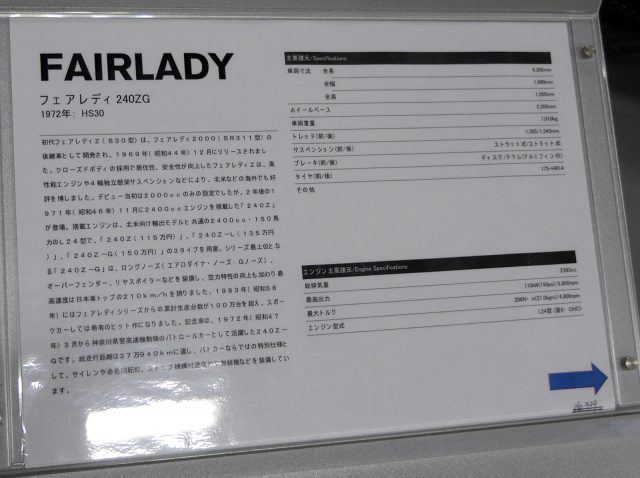 FAIRLADY
フェアレディ 240ZG
1972年: HS30
初代フェアレディZ(S30型)は、フェアレディ2000(SR311型)の
後継車として開発され、1969年(昭和44年)12月にリリースされまし
た。クローズドボディの採用で居住性、安全性が向上したフェアレディZは、高
性能エンジンや4輪独立懸架サスペンションなどにより、北米などの海外でも好
評を博しました。デビュー当初は2000ccのみの設定でしたが、2年後の1
971年(昭和46年)11月に2400ccエンジンを搭載した「240Z」
が登場。搭載エンジンは、北米向け輸出モデルと共通の2400cc・150馬
力のL24型で、「240Z(115万円)」、「240Z-L(135万円
)」、「240Z-G(150万円)」の3タイプを用意。シリーズ最上位とな
る「240Z-G」は、ロングノーズ(エアロダイナ・ノーズ:Gノーズ)、
オーバーフェンダー、リヤスポイラーなどを装備し、空力特性の向上も加わり最
高速度は日本車トップの210km/hを誇りました。1983年(昭和58
年)にはフェアレディシリーズからの累計生産台数が100万台を超え、スポー
ツカーしては希有のヒット作になりました。記念車は、1972年(昭和47
年)3月から神奈川県警高速機動隊のパトロールカーとして活躍した240Z-
Gです。総走行距離は37万940kmに達し、パトカーならではの特別仕様と
して、サイレンや赤色回転灯、ストップ機構付速度計や無線機などを装備してい
ます。
主要諸元/Specifications
車両寸法 全長 4,305mm
全幅 1,690mm
全高 1,285mm
ホイールベース 2,305mm
車両重量 1,010kg
トレッド(前/後) 1,355/1,345mm
サスペンション(前/後) ストラット式/ストラット式
ブレーキ(前/後) ディスク/ドラム(アルミフィン付)
タイヤ(前/後) 175-HR14
その他
エンジン主要諸元/Engine Specifications
総排気量 2393cc
最高出力 110kW(150ps)/5,600rpm
最大トルク 206N・m(21.0kgm)/4,800rpm
エンジン型式 L24型(直6・OHC)